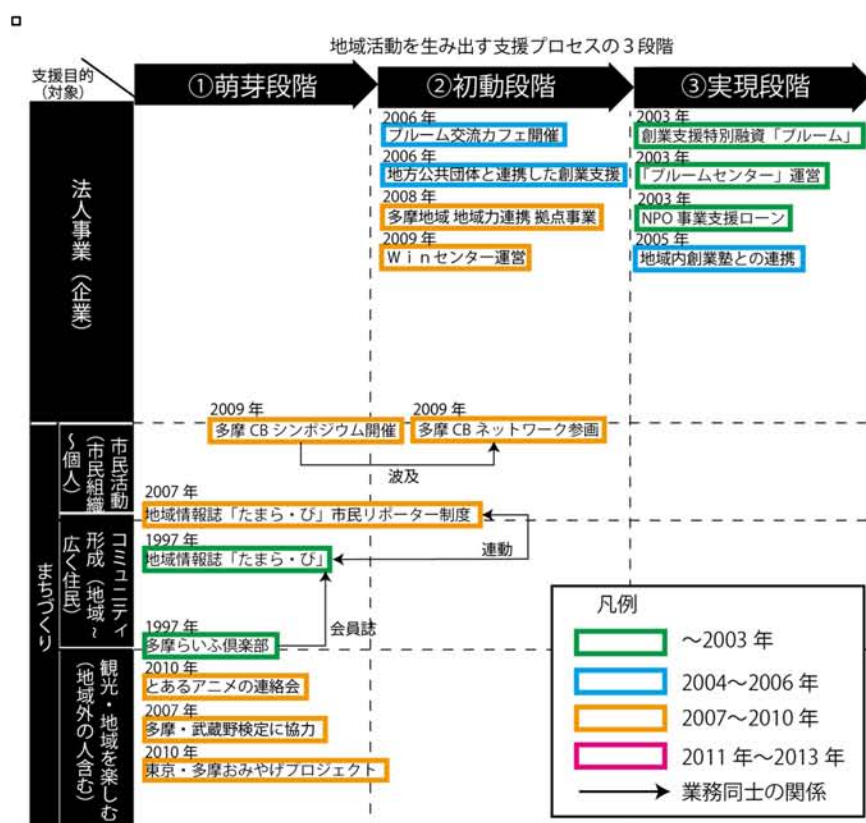 地域活動を生み出す支援プロセスの３段階
支援目的
（対象）
①萌芽段階
②初動段階
③実現段階
法人事業（企業）
2006 年
ブルーム交流カフェ開催
2006 年
地方公共団体と連携した創業支援
2008 年
多摩地域 地域力連携 拠点事業
2009 年
Ｗｉｎセンター運営
2003 年
創業支援特別融資「ブルーム」
2003 年
「ブルームセンター」運営
2003 年
NPO 事業支援ローン
2005 年
地域内創業塾との連携
まちづくり
市民活動
（市民組織
～個人）
2009 年
多摩 CB シンポジウム開催
2009 年
多摩 CB ネットワーク参画
波及
2007 年
地域情報誌「たまら・び」市民リポーター制度
コミュニティ
形成（地域～
広く住民）
1997 年
地域情報誌「たまら・び」
連動
会員誌
1997 年
多摩らいふ倶楽部
観光・地域を楽しむ
（地域外の人含む）
2010 年
とあるアニメの連絡会
2007 年
多摩・武蔵野検定に協力
2010 年
東京・多摩おみやげプロジェクト
凡例
～2003 年
2004～2006 年
2007～2010 年
2011 年～2013 年
業務同士の関係